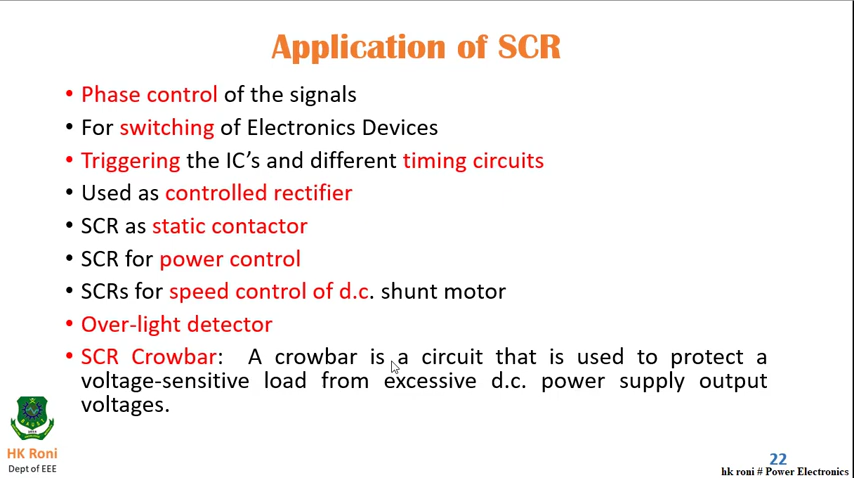 Application of SCR
• Phase control of the signals
• For switching of Electronics Devices
• Triggering the IC's and different timing circuits
• Used as controlled rectifier
• SCR as static contactor
• SCR for power control
• SCRs for speed control of d.c. shunt motor
• Over-light detector
• SCR Crowbar: A crowbar is a circuit that is used to protect a
voltage-sensitive load from excessive d.c. power supply output
voltages.
HK Roni
Dept of EEE
22
hk roni # Power Electronics